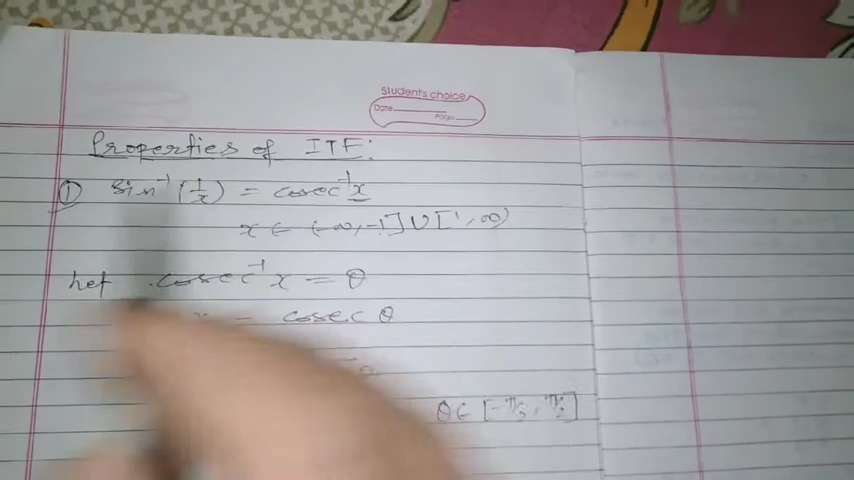 Students choice
Date
Page
Properties of ITF:
① sin⁻¹(1/x) = cosec⁻¹x
x ∈ (-∞, -1] ∪ [1, ∞)
Let cosec⁻¹x = θ
x = cosec θ
θ ∈ [-π/2, π/2]